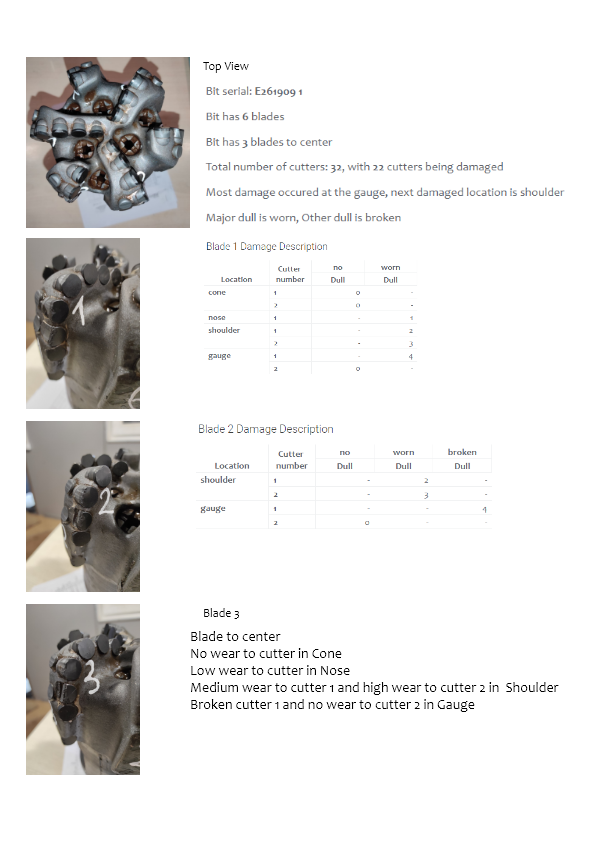 Top View
Bit serial: E261909 1
Bit has 6 blades
Bit has 3 blades to center
Total number of cutters: 32, with 22 cutters being damaged
Most damage occured at the gauge, next damaged location is shoulder
Major dull is worn, Other dull is broken
Blade 1 Damage Description
Location Cutter number no Dull worn Dull
cone 1 0 -
2 0 -
nose 1 - 1
shoulder 1 - 2
2 - 3
gauge 1 - 4
2 0 -
1
Blade 2 Damage Description
Location Cutter number no Dull worn Dull broken Dull
shoulder 1 - 2 -
2 - 3 -
gauge 1 - - 4
2 0 - -
2
Blade 3
Blade to center
No wear to cutter in Cone
Low wear to cutter in Nose
Medium wear to cutter 1 and high wear to cutter 2 in Shoulder
Broken cutter 1 and no wear to cutter 2 in Gauge
3